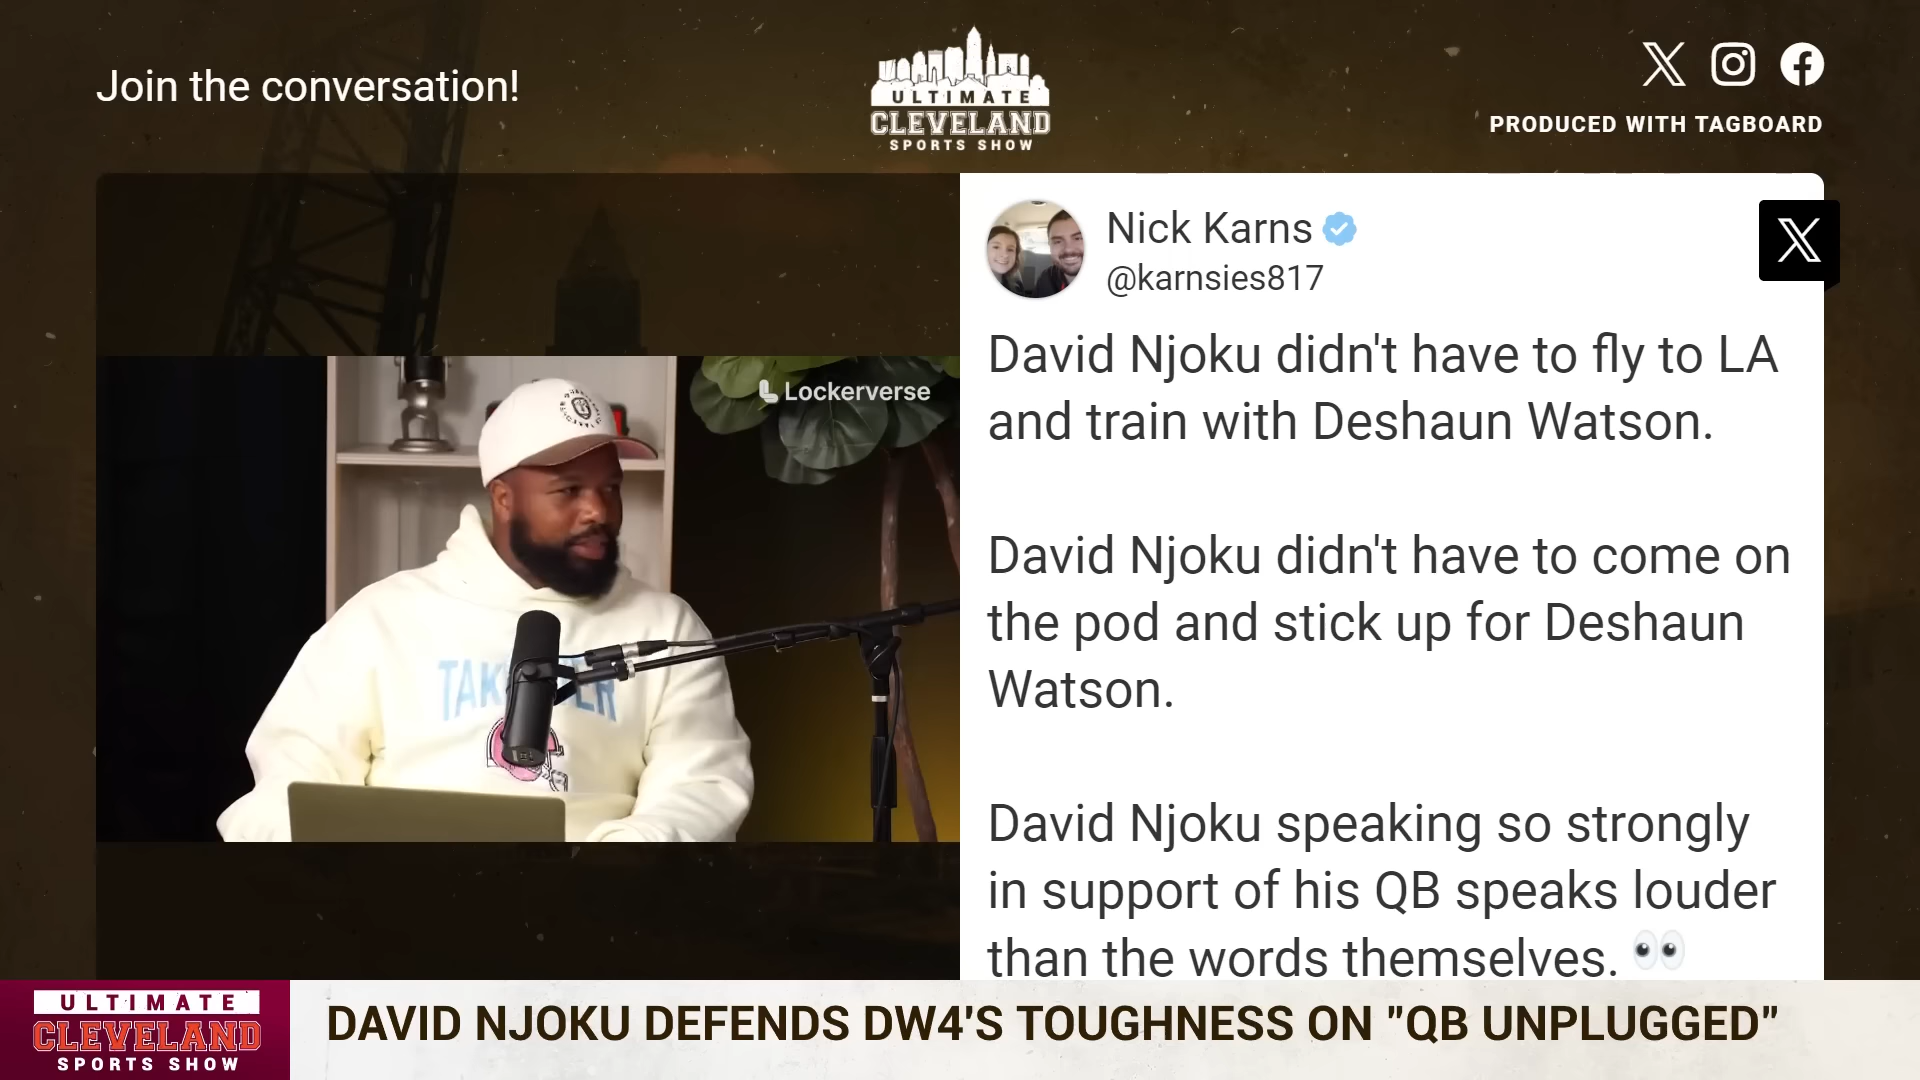 Join the conversation!
ULTIMATE
CLEVELAND
SPORTS SHOW
PRODUCED WITH TAGBOARD
Lockerverse
Nick Karns
@karnsies817
David Njoku didn't have to fly to LA
and train with Deshaun Watson.
David Njoku didn't have to come on
the pod and stick up for Deshaun
Watson.
David Njoku speaking so strongly
in support of his QB speaks louder
than the words themselves. 👀
ULTIMATE
CLEVELAND
SPORTS SHOW
DAVID NJOKU DEFENDS DW4'S TOUGHNESS ON "QB UNPLUGGED"